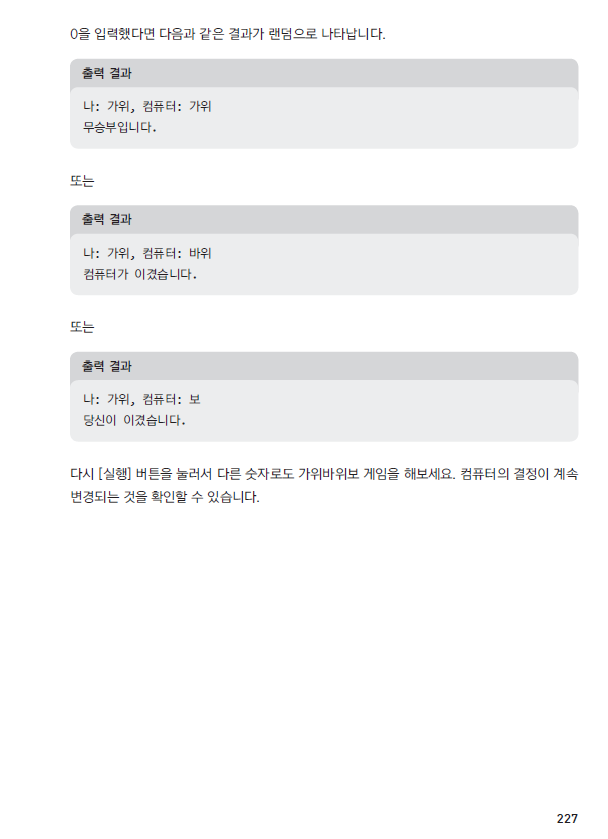 0을 입력했다면 다음과 같은 결과가 랜덤으로 나타납니다.
출력 결과
나: 가위, 컴퓨터: 가위
무승부입니다.
또는
출력 결과
나: 가위, 컴퓨터: 바위
컴퓨터가 이겼습니다.
또는
출력 결과
나: 가위, 컴퓨터: 보
당신이 이겼습니다.
다시 [실행] 버튼을 눌러서 다른 숫자로도 가위바위보 게임을 해보세요. 컴퓨터의 결정이 계속
변경되는 것을 확인할 수 있습니다.
227